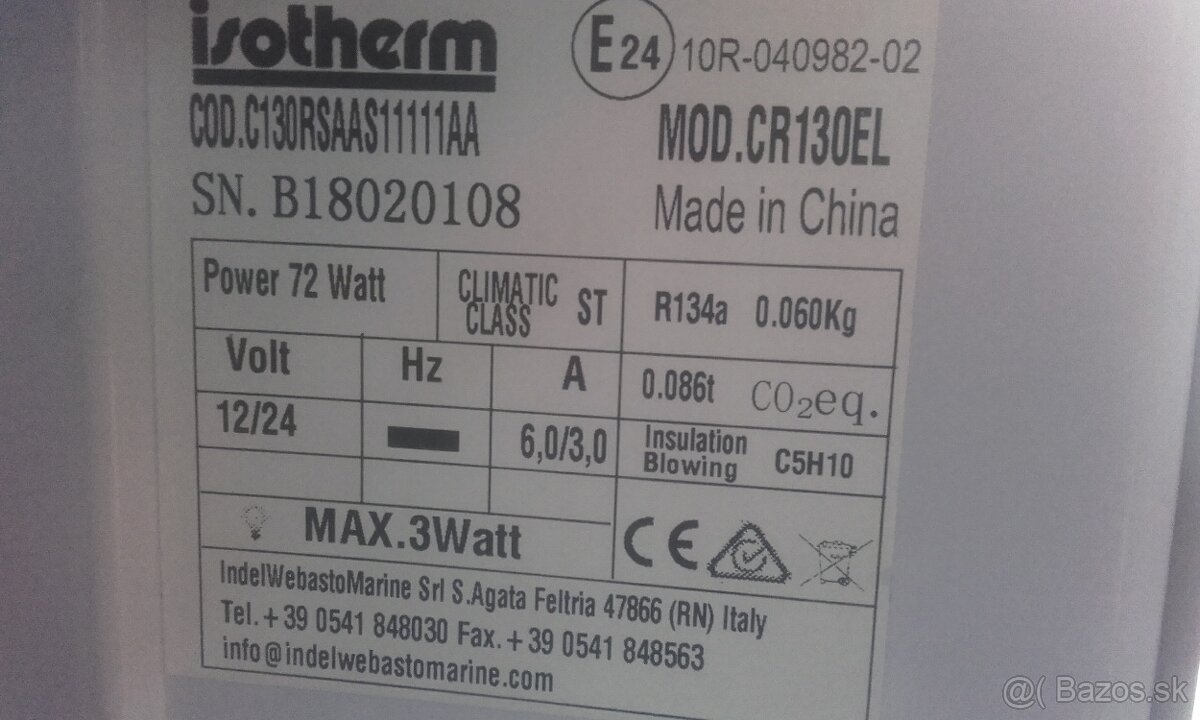 isotherm
E24 10R-040982-02
COD.C130RSAAS11111AA
MOD.CR130EL
SN. B18020108
Made in China
Power 72 Watt
CLIMATIC CLASS ST
R134a 0.060Kg
Volt Hz A
0.086t CO₂eq.
12/24 6,0/3,0
Insulation Blowing C5H10
MAX.3Watt
CE
IndelWebastoMarine Srl S.Agata Feltria 47866 (RN) Italy
Tel.+39 0541 848030 Fax.+39 0541 848563
info@indelwebastomarine.com
@( Bazos.sk